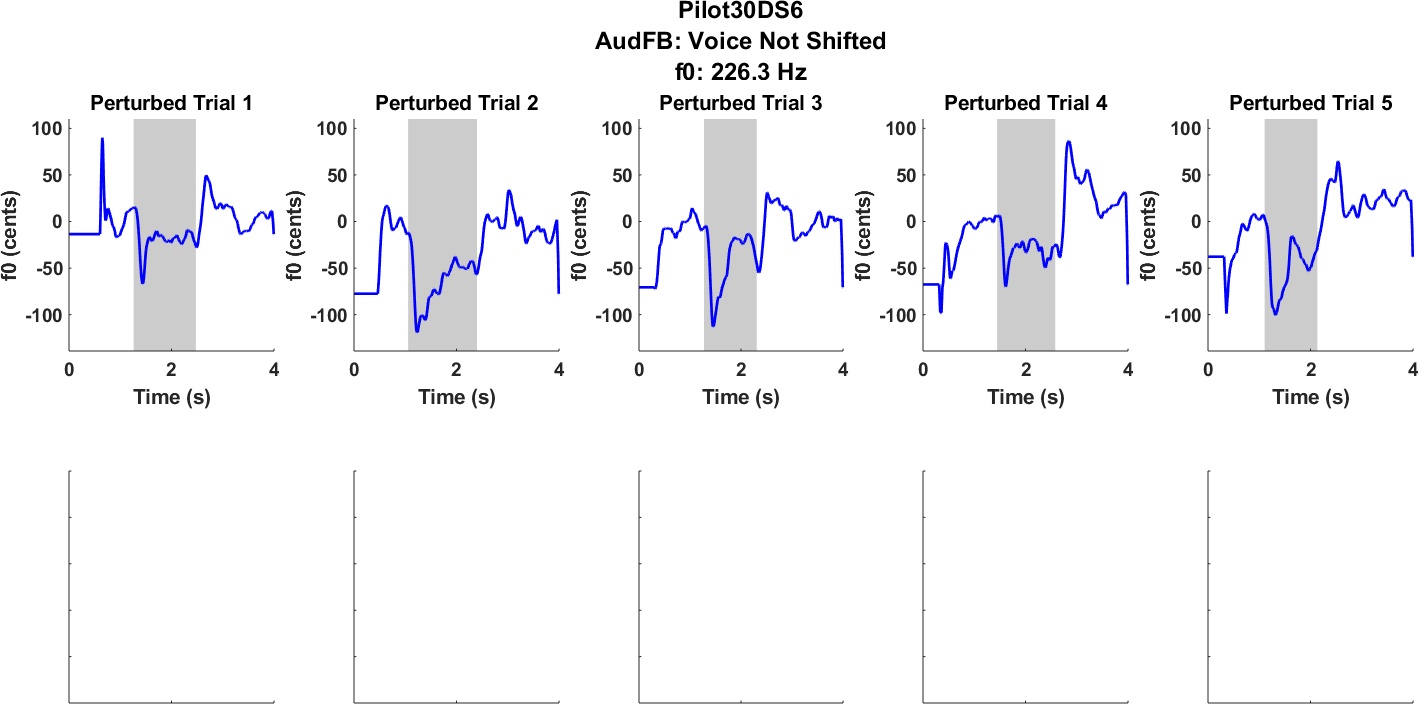 Pilot30DS6
AudFB: Voice Not Shifted
f0: 226.3 Hz
Perturbed Trial 1
Perturbed Trial 2
Perturbed Trial 3
Perturbed Trial 4
Perturbed Trial 5
100
50
0
-50
-100
f0 (cents)
0
2
4
Time (s)
100
50
0
-50
-100
f0 (cents)
0
2
4
Time (s)
100
50
0
-50
-100
f0 (cents)
0
2
4
Time (s)
100
50
0
-50
-100
f0 (cents)
0
2
4
Time (s)
100
50
0
-50
-100
f0 (cents)
0
2
4
Time (s)